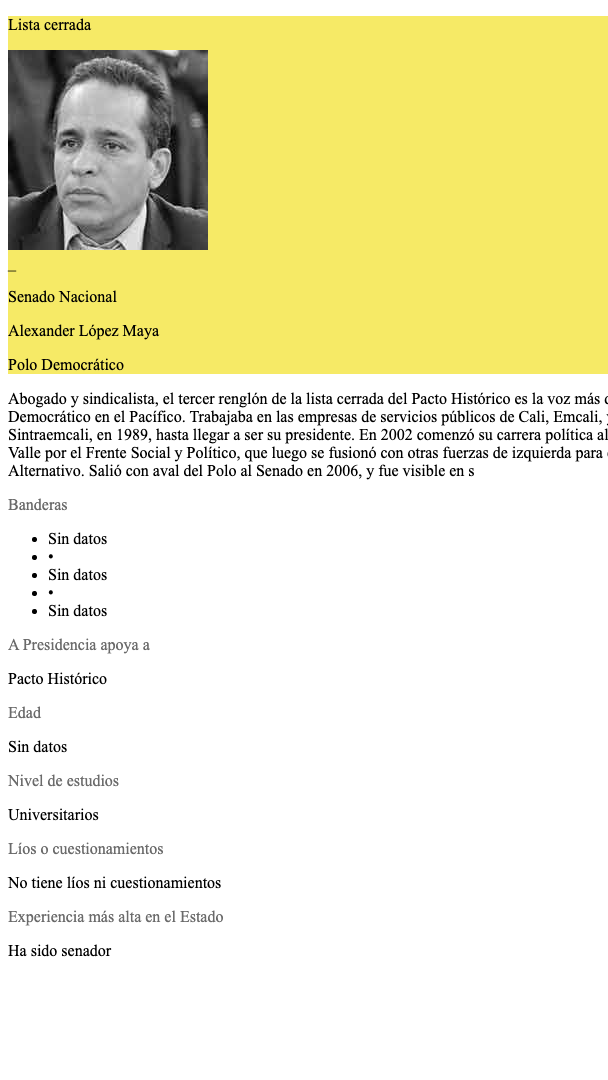 Lista cerrada
_
Senado Nacional
Alexander López Maya
Polo Democrático
Abogado y sindicalista, el tercer renglón de la lista cerrada del Pacto Histórico es la voz más
Democrático en el Pacífico. Trabajaba en las empresas de servicios públicos de Cali, Emcali,
Sintraemcali, en 1989, hasta llegar a ser su presidente. En 2002 comenzó su carrera política al
Valle por el Frente Social y Político, que luego se fusionó con otras fuerzas de izquierda para
Alternativo. Salió con aval del Polo al Senado en 2006, y fue visible en s
Banderas
• Sin datos
• •
• Sin datos
• •
• Sin datos
A Presidencia apoya a
Pacto Histórico
Edad
Sin datos
Nivel de estudios
Universitarios
Líos o cuestionamientos
No tiene líos ni cuestionamientos
Experiencia más alta en el Estado
Ha sido senador